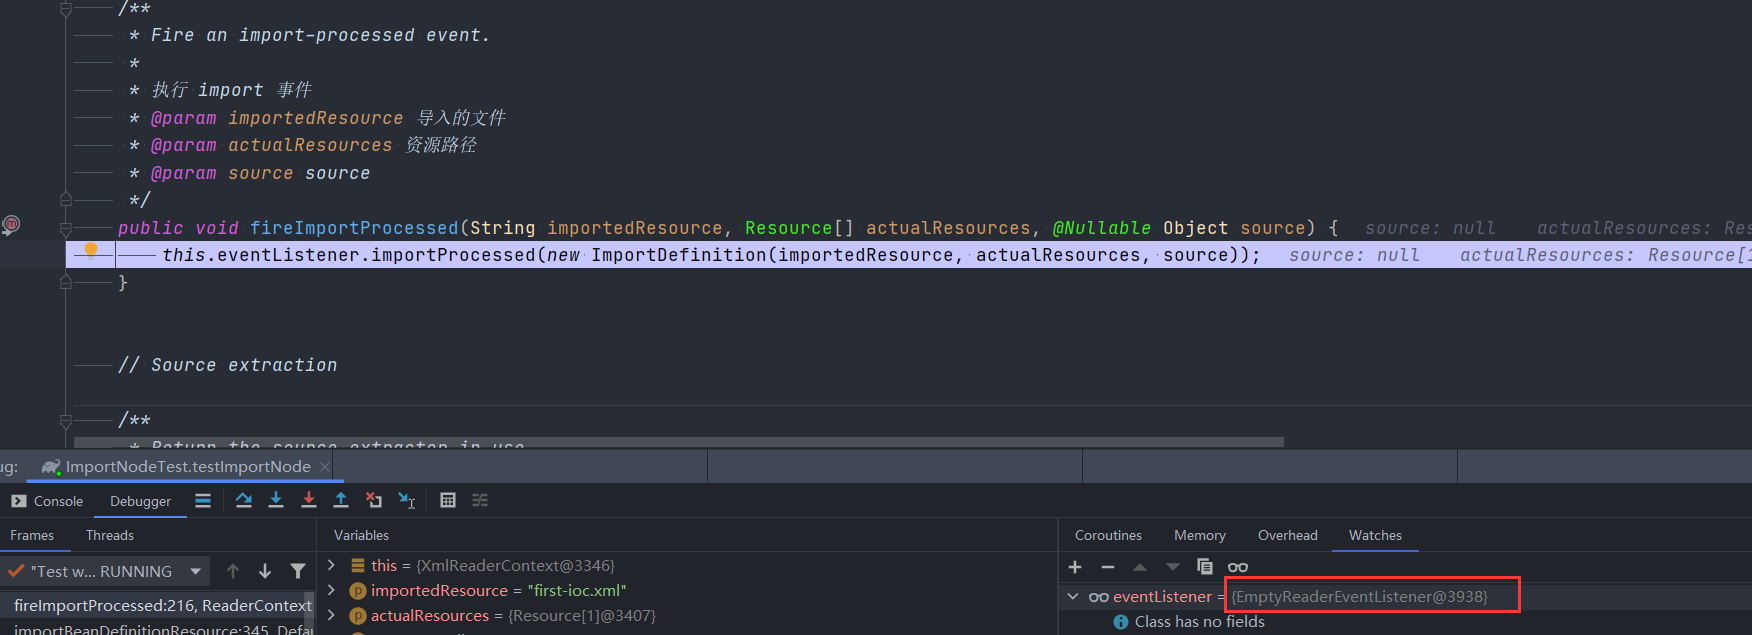 /**
* Fire an import-processed event.
*
* 执行 import 事件
* @param importedResource 导入的文件
* @param actualResources 资源路径
* @param source source
*/
public void fireImportProcessed(String importedResource, Resource[] actualResources, @Nullable Object source) { source: null actualResources: Res
this.eventListener.importProcessed(new ImportDefinition(importedResource, actualResources, source)); source: null actualResources: Resource[1
}
// Source extraction
/**
* Return the source extractor in use
ug: ImportNodeTest.testImportNode ×
Console Debugger
Frames Threads Variables Coroutines Memory Overhead Watches
"Test w... RUNNING
this = {XmlReaderContext@3346}
importedResource = "first-ioc.xml"
actualResources = {Resource[1]@3407}
fireImportProcessed:216, ReaderContext
importBeanDefinitionResource:345, Defau
eventListener = {EmptyReaderEventListener@3938}
Class has no fields